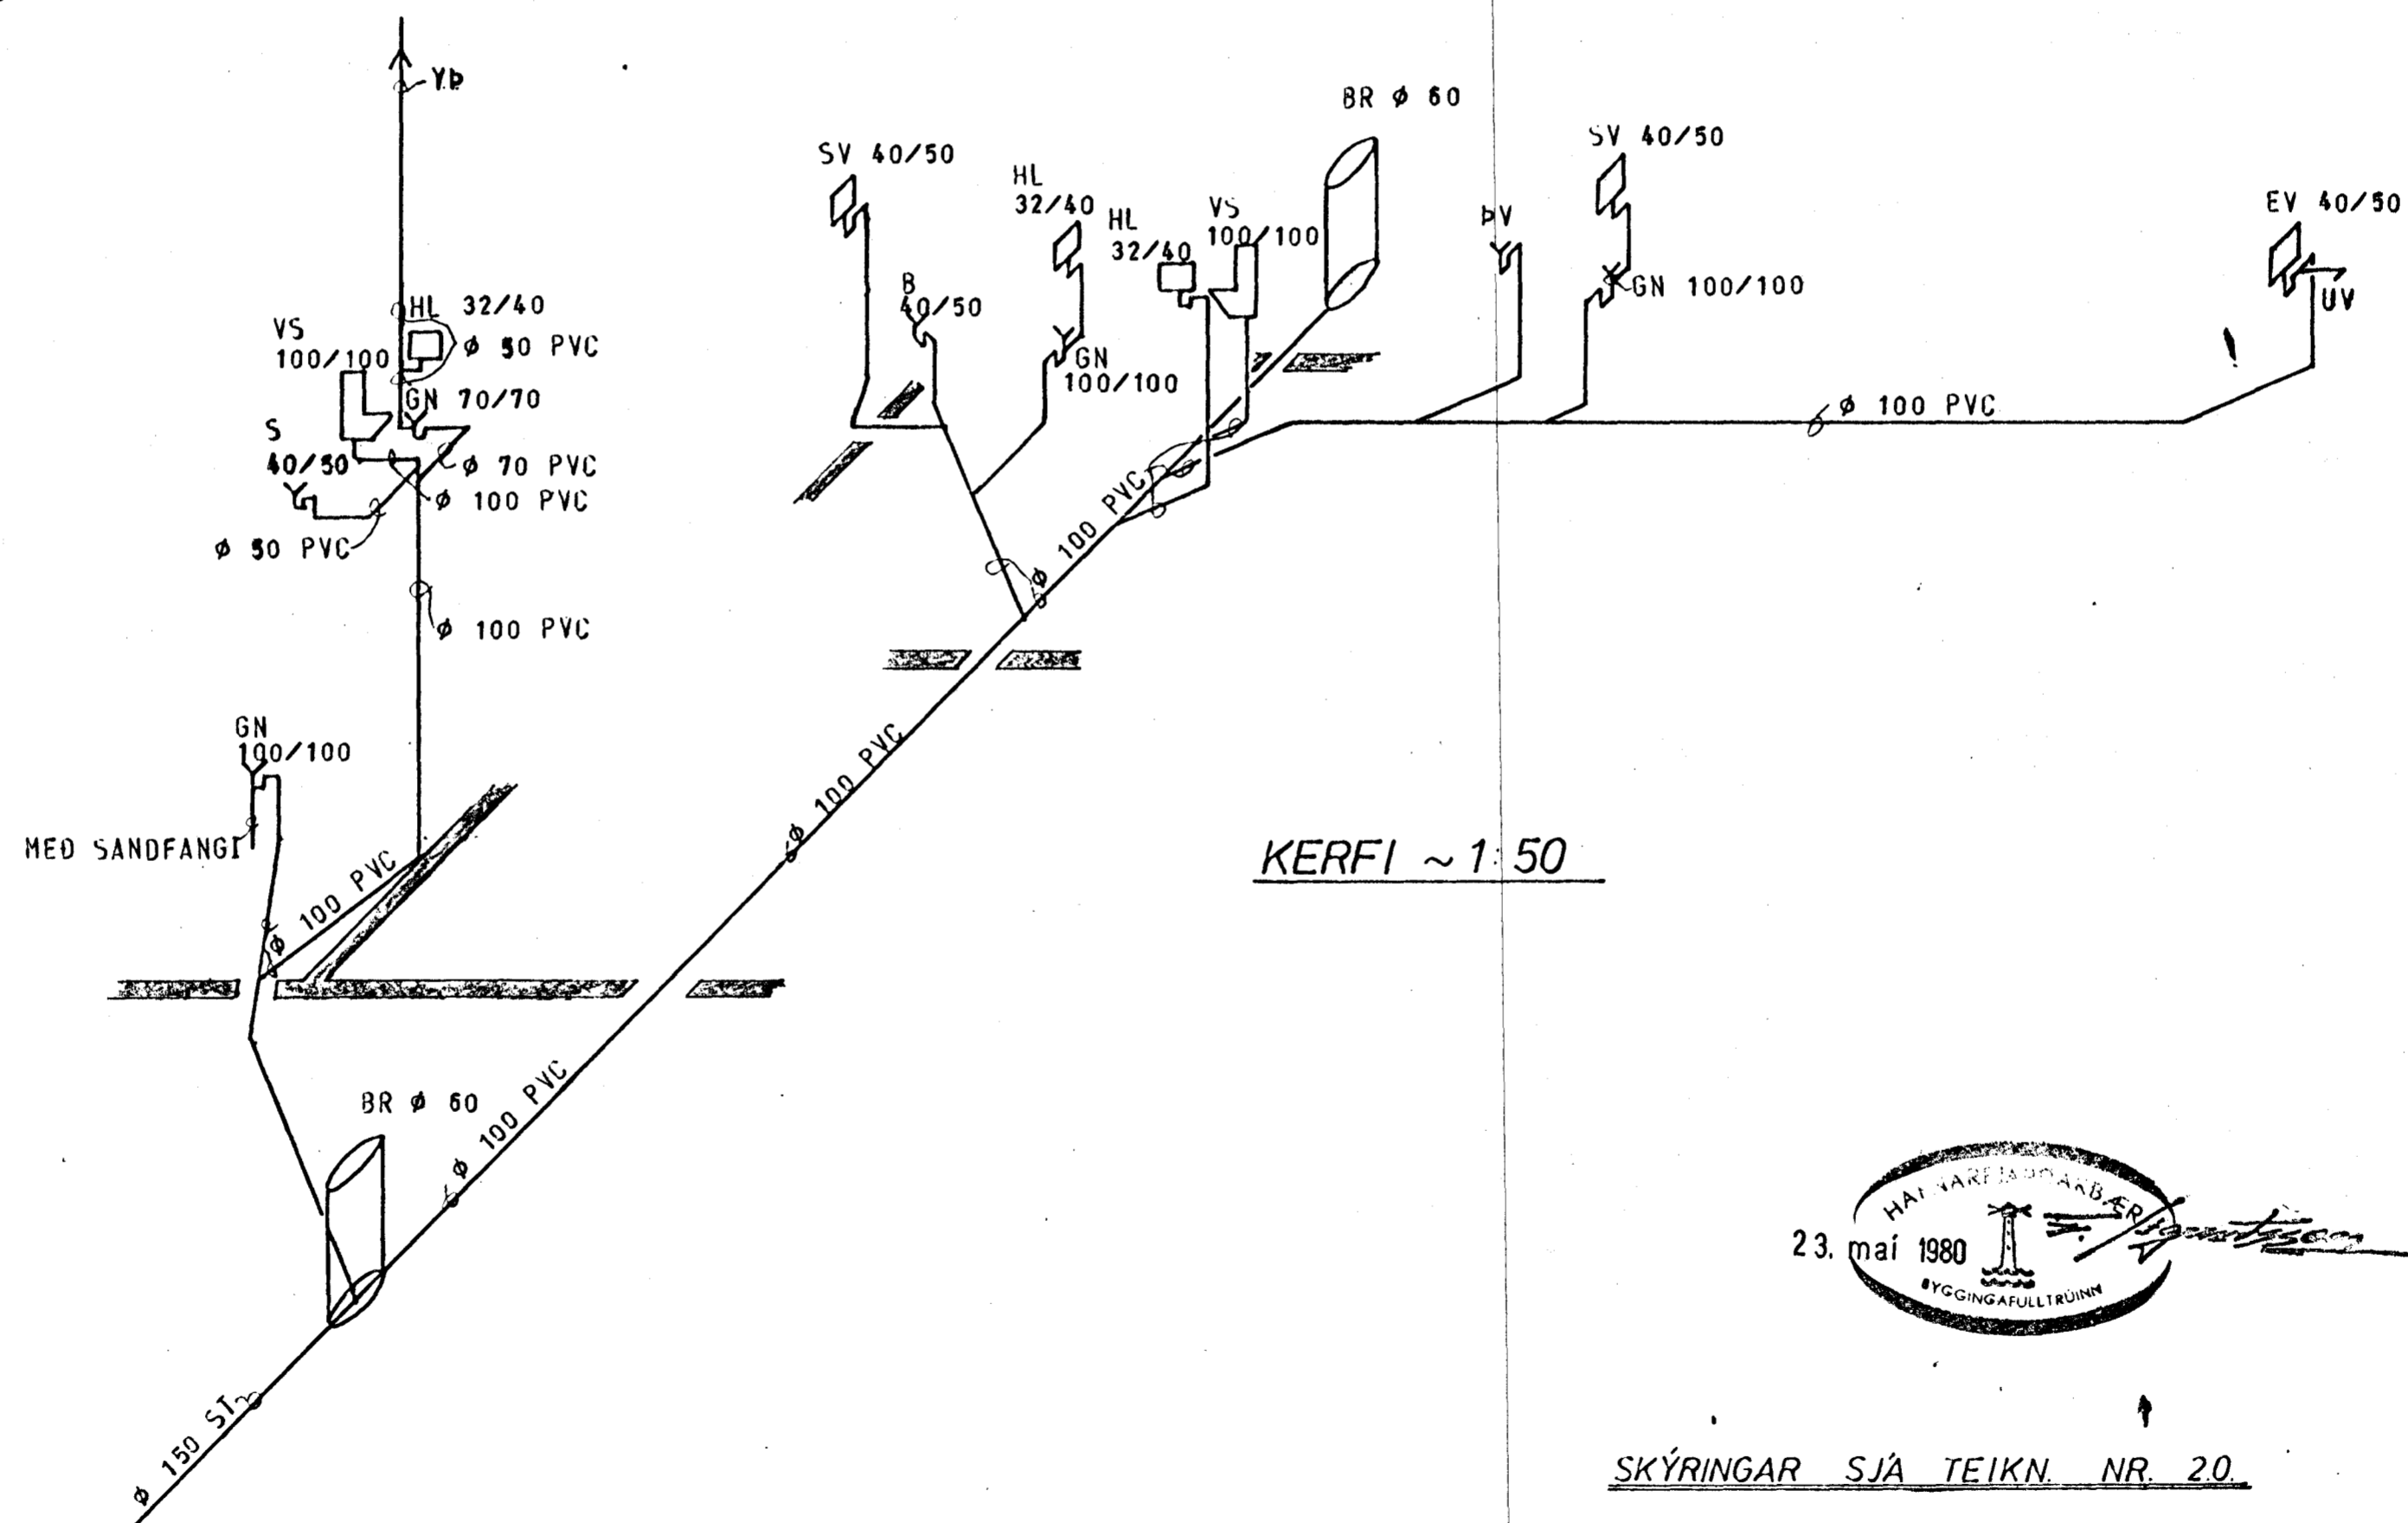 Y.Þ
BR ø 60
SV 40/50
SV 40/50
HL
32/40
HL
32/40
VS
100/100
ÞV
EV 40/50
UV
B
40/50
GN 100/100
GN
100/100
HL 32/40
VS
100/100
ø 50 PVC
GN 70/70
S
40/50
ø 70 PVC
ø 100 PVC
ø 50 PVC
ø 100 PVC
ø 100 PVC
ø 100 PVC
GN
100/100
MEÐ SANDFANGI
ø 100 PVC
ø 100 PVC
KERFI ~ 1:50
BR ø 60
ø 100 PVC
ø 150 ST
HAFNARFJARÐARBÆR
23. maí 1980
BYGGINGAFULLTRÚINN
SKÝRINGAR SJÁ TEIKN. NR. 2.0.